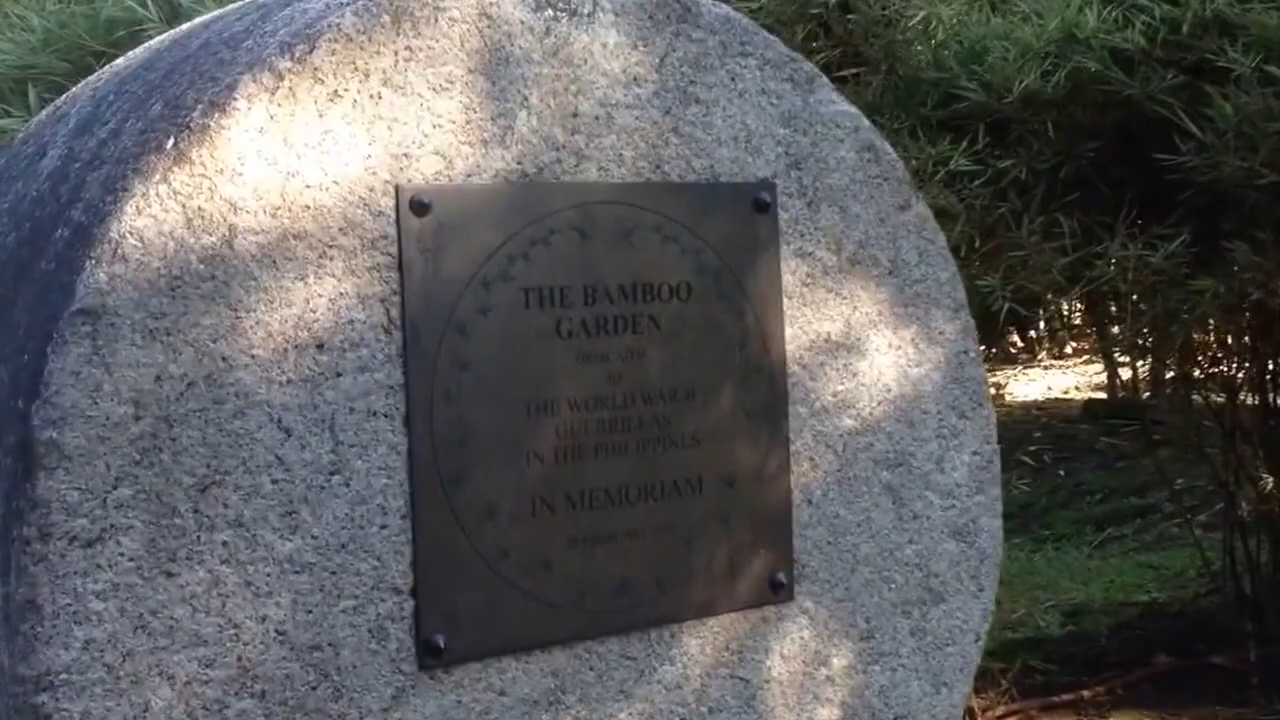 THE BAMBOO
GARDEN
TO
THE WORLD WAR II
GUERRILLAS
IN THE PHILIPPINES
IN MEMORIAM